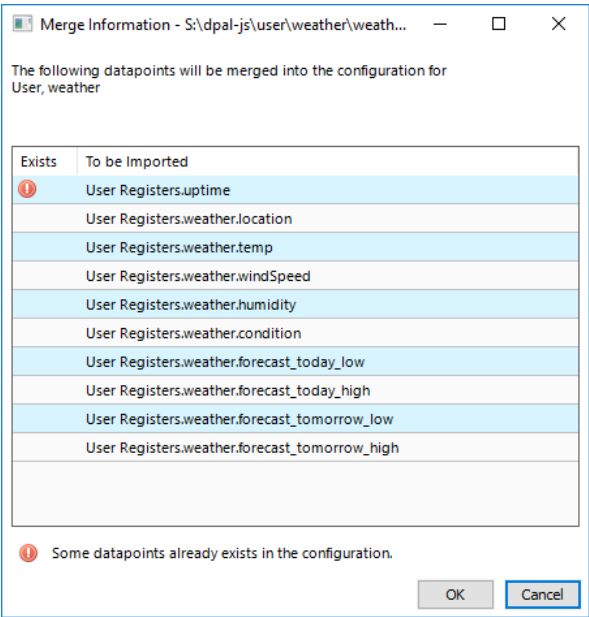 Merge Information - S:\dpal-js\user\weather\weath...
The following datapoints will be merged into the configuration for
User, weather
Exists To be Imported
User Registers.uptime
User Registers.weather.location
User Registers.weather.temp
User Registers.weather.windSpeed
User Registers.weather.humidity
User Registers.weather.condition
User Registers.weather.forecast_today_low
User Registers.weather.forecast_today_high
User Registers.weather.forecast_tomorrow_low
User Registers.weather.forecast_tomorrow_high
Some datapoints already exists in the configuration.
OK Cancel